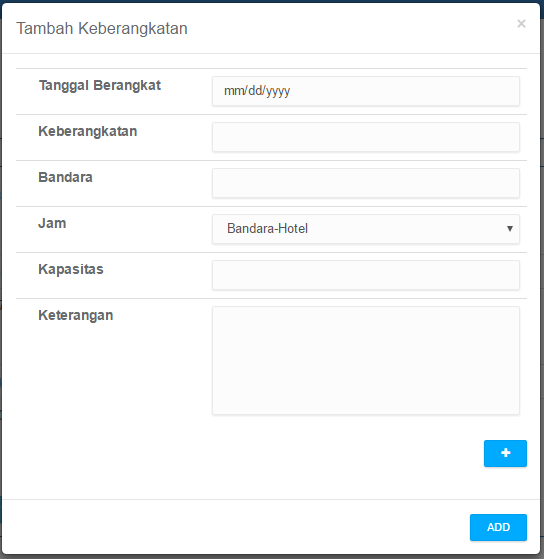 Tambah Keberangkatan ×
Tanggal Berangkat mm/dd/yyyy
Keberangkatan
Bandara
Jam Bandara-Hotel
Kapasitas
Keterangan
+
ADD